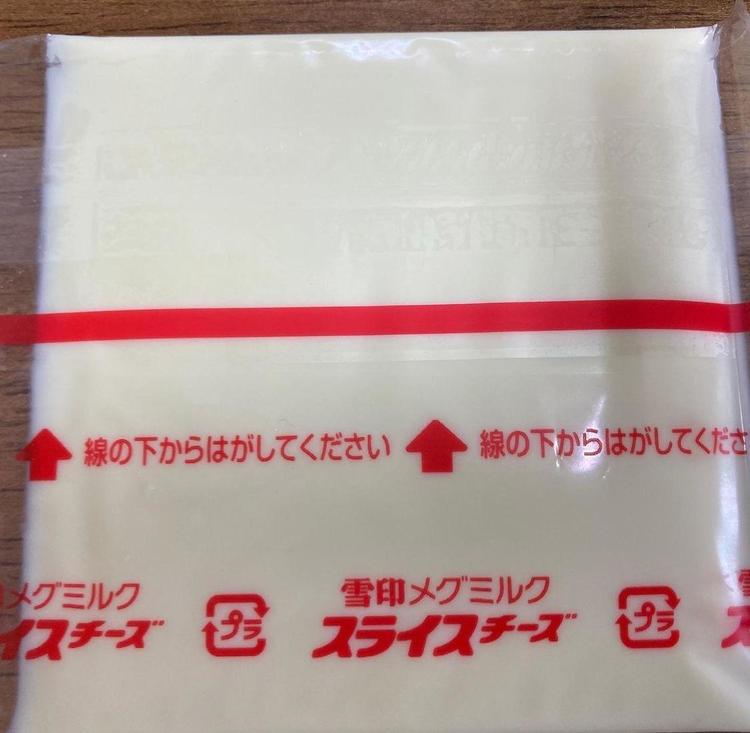 線の下からはがしてください 線の下からはがしてくださ
メグミルク 雪印メグミルク 雪
イスチーズ プラ スライスチーズ プラ ス